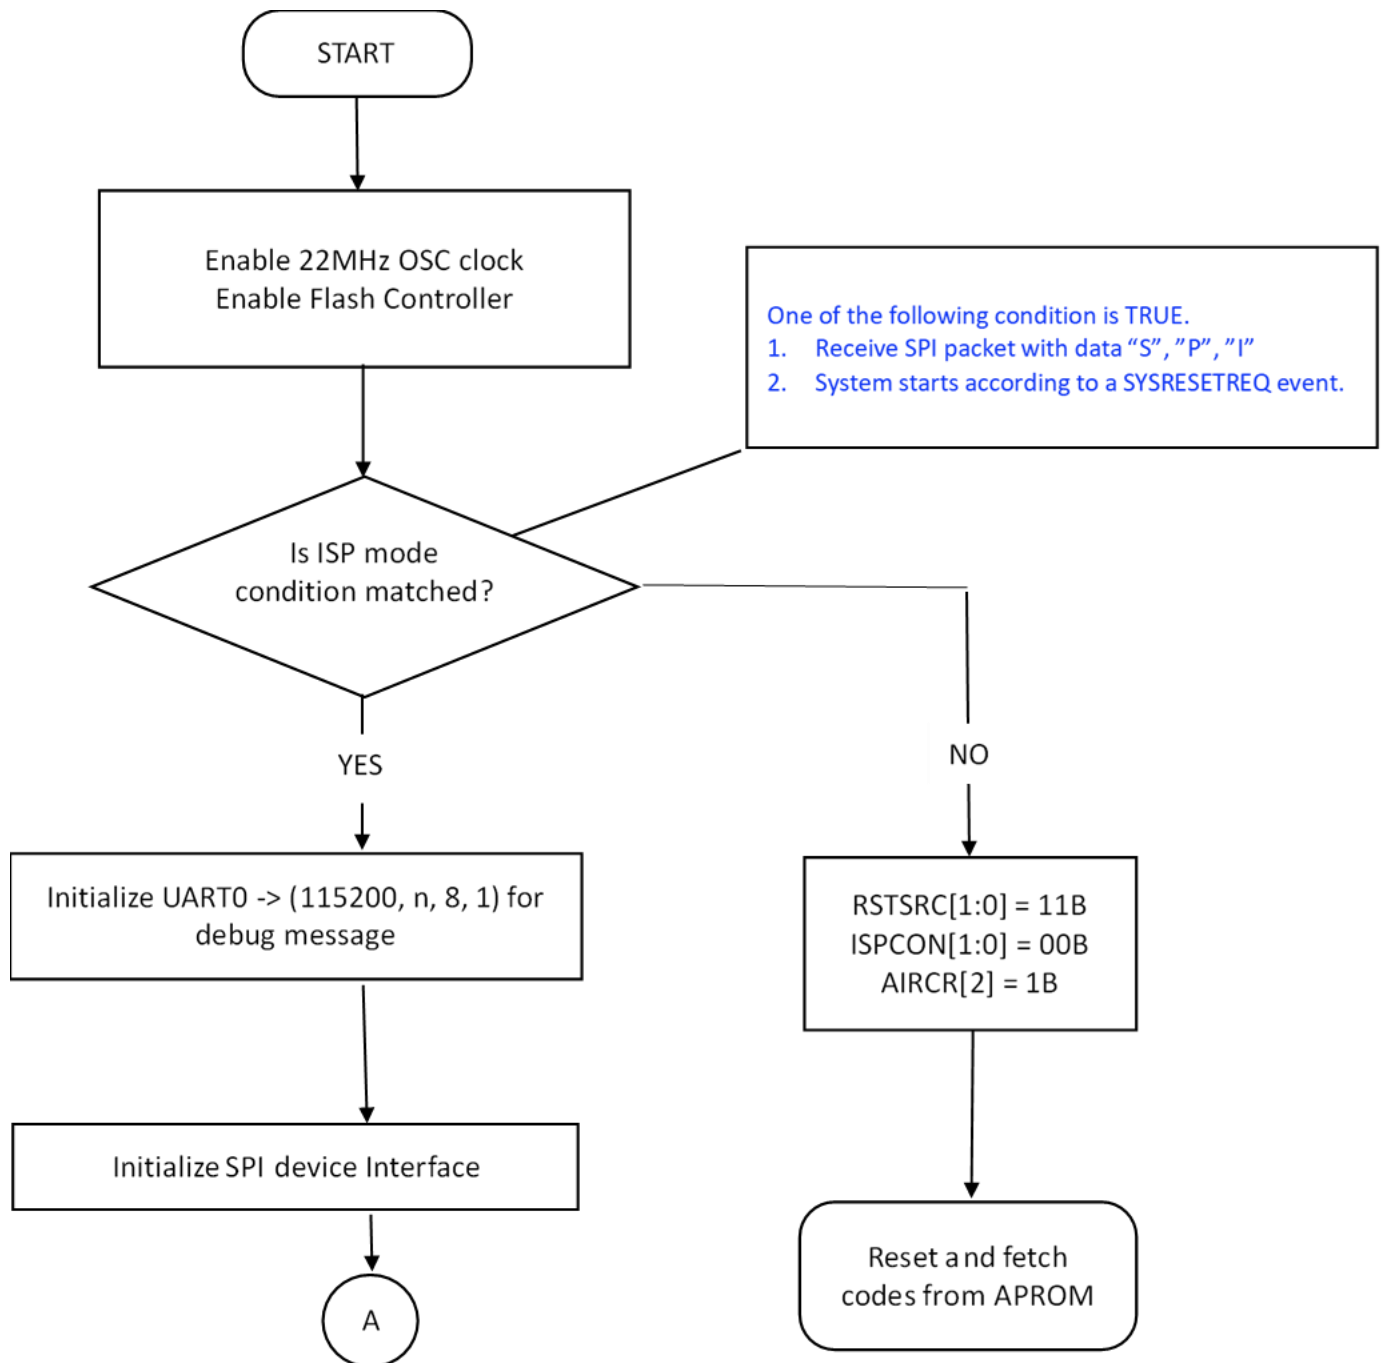 START
Enable 22MHz OSC clock
Enable Flash Controller
One of the following condition is TRUE.
1. Receive SPI packet with data “S”, ”P”, ”I”
2. System starts according to a SYSRESETREQ event.
Is ISP mode
condition matched?
YES
NO
Initialize UART0 -> (115200, n, 8, 1) for
debug message
RSTSRC[1:0] = 11B
ISPCON[1:0] = 00B
AIRCR[2] = 1B
Initialize SPI device Interface
Reset and fetch
codes from APROM
A